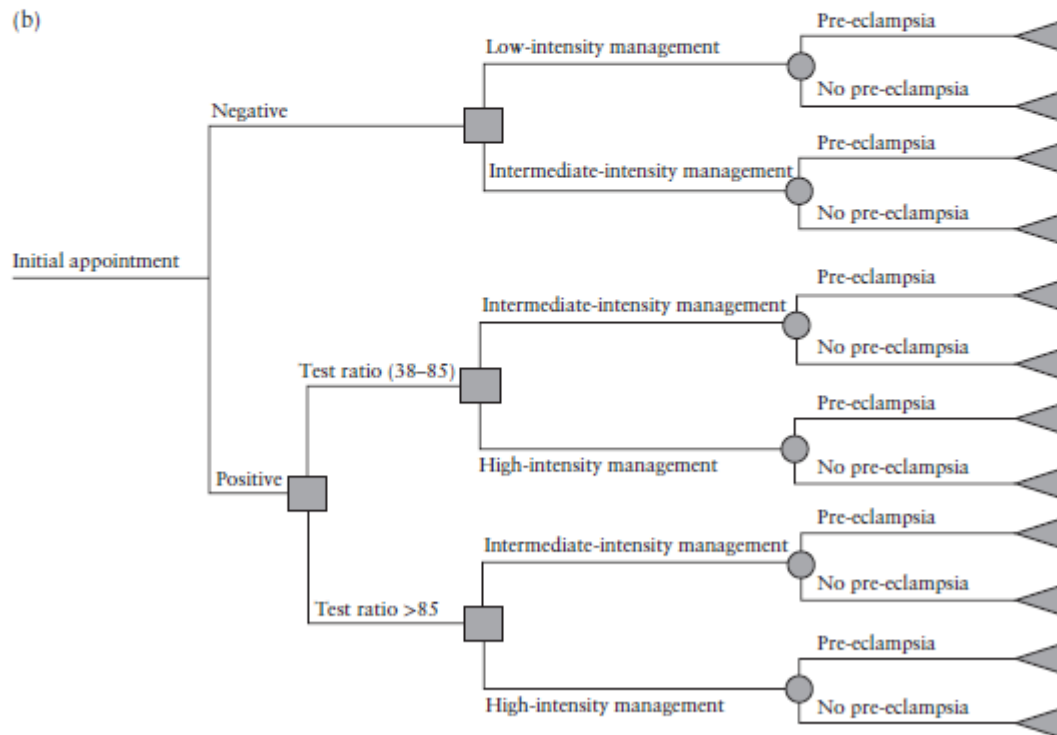 (b)
Pre-eclampsia
Low-intensity management
No pre-eclampsia
Negative
Pre-eclampsia
Intermediate-intensity management
No pre-eclampsia
Initial appointment
Pre-eclampsia
Intermediate-intensity management
No pre-eclampsia
Test ratio (38–85)
Pre-eclampsia
High-intensity management
No pre-eclampsia
Positive
Pre-eclampsia
Intermediate-intensity management
No pre-eclampsia
Test ratio >85
Pre-eclampsia
High-intensity management
No pre-eclampsia